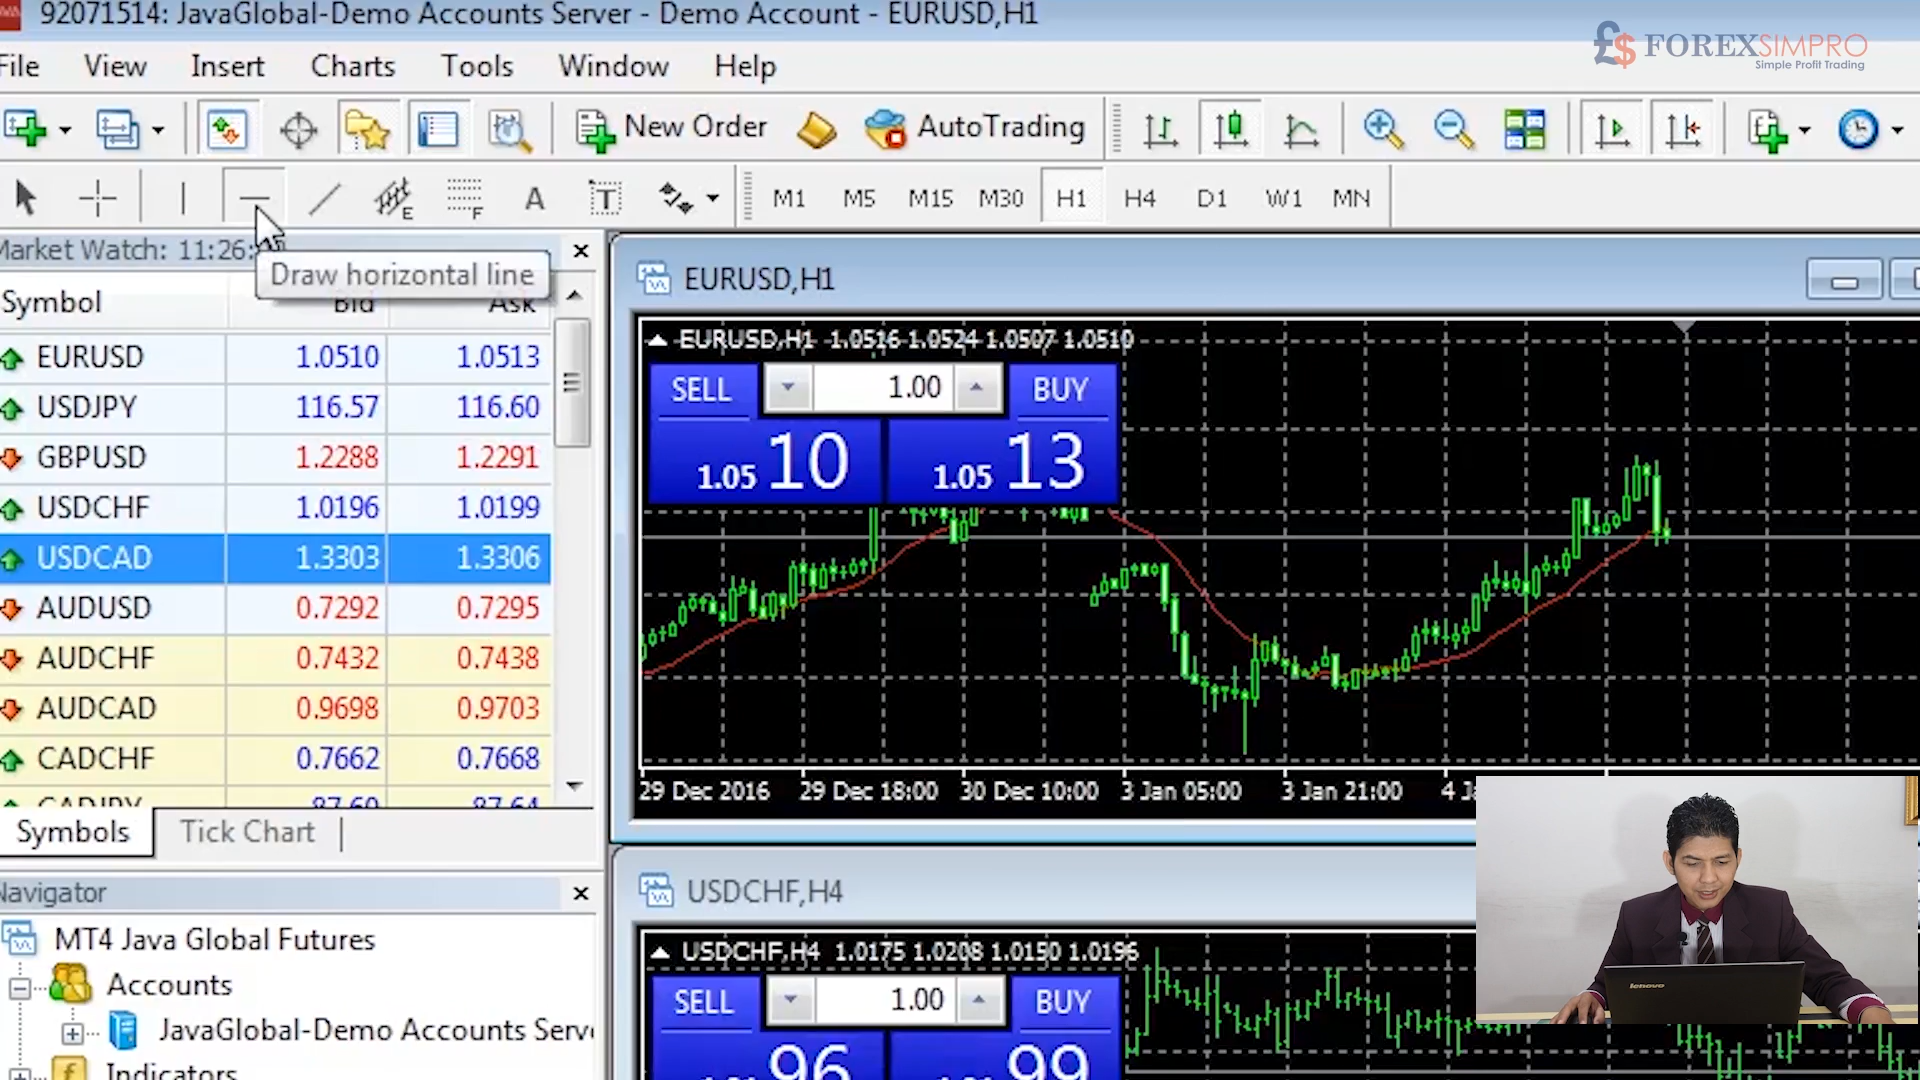 92071514: JavaGlobal-Demo Accounts Server - Demo Account - EURUSD,H1
£$ FOREXSIMPRO
Simple Profit Trading
File View Insert Charts Tools Window Help
New Order AutoTrading
E F A T M1 M5 M15 M30 H1 H4 D1 W1 MN
Market Watch: 11:26:
Draw horizontal line
Symbol Bid Ask
EURUSD 1.0510 1.0513
USDJPY 116.57 116.60
GBPUSD 1.2288 1.2291
USDCHF 1.0196 1.0199
USDCAD 1.3303 1.3306
AUDUSD 0.7292 0.7295
AUDCHF 0.7432 0.7438
AUDCAD 0.9698 0.9703
CADCHF 0.7662 0.7668
CADJPY 87.60 87.64
Symbols Tick Chart
Navigator
MT4 Java Global Futures
Accounts
JavaGlobal-Demo Accounts Serv
Indicators
EURUSD,H1
EURUSD,H1 1.0516 1.0524 1.0507 1.0510
SELL 1.00 BUY
1.05 10 1.05 13
29 Dec 2016 29 Dec 18:00 30 Dec 10:00 3 Jan 05:00 3 Jan 21:00
USDCHF,H4
USDCHF,H4 1.0175 1.0208 1.0150 1.0196
SELL 1.00 BUY
96 99
lenovo